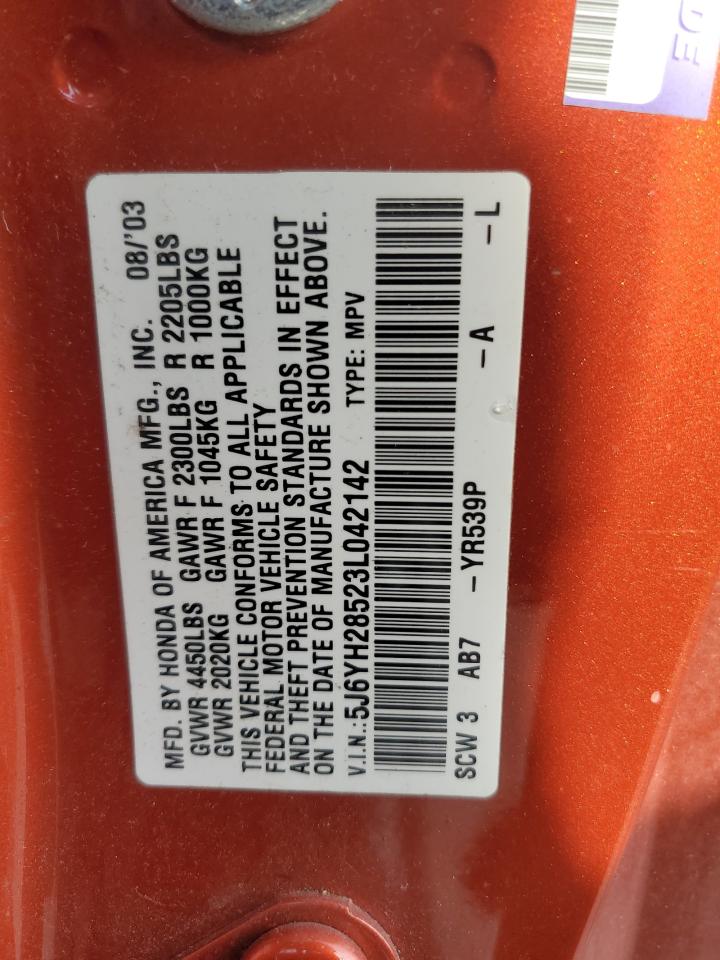 MFD. BY HONDA OF AMERICA MFG., INC. 08/'03
GVWR 4450LBS GAWR F 2300LBS R 2205LBS
GVWR 2020KG GAWR F 1045KG R 1000KG
THIS VEHICLE CONFORMS TO ALL APPLICABLE
FEDERAL MOTOR VEHICLE SAFETY
AND THEFT PREVENTION STANDARDS IN EFFECT
ON THE DATE OF MANUFACTURE SHOWN ABOVE.
V.I.N.: 5J6YH28523L042142 TYPE: MPV
SCW 3 AB7 –YR539P –A –L
DE